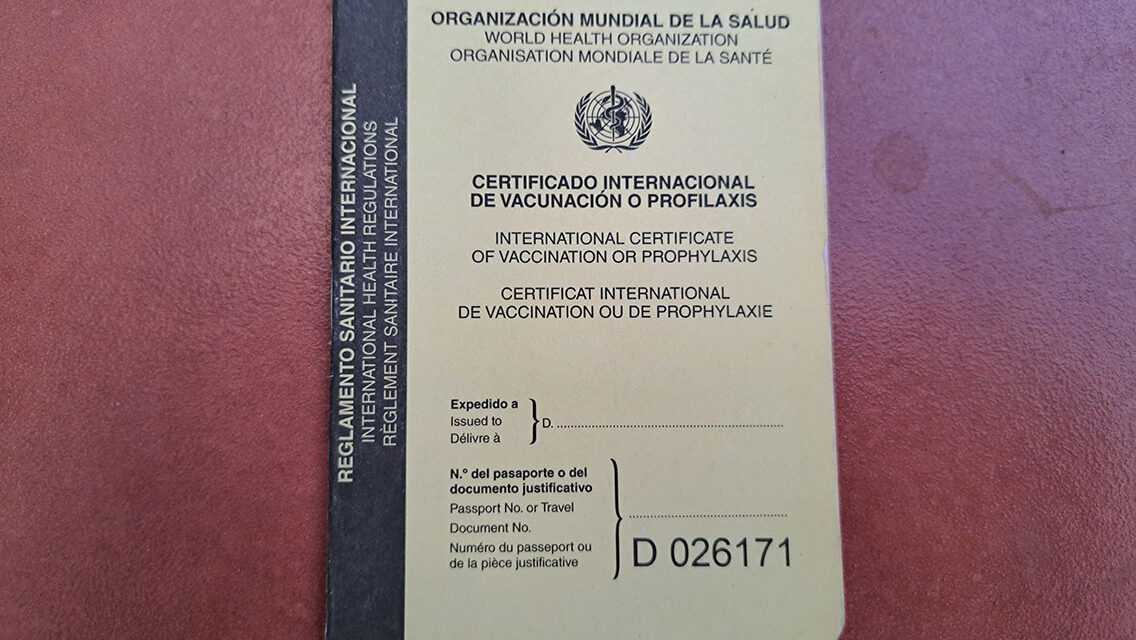 ORGANIZACIÓN MUNDIAL DE LA SALUD
WORLD HEALTH ORGANIZATION
ORGANISATION MONDIALE DE LA SANTÉ
REGLAMENTO SANITARIO INTERNACIONAL
INTERNATIONAL HEALTH REGULATIONS
RÈGLEMENT SANITAIRE INTERNATIONAL
CERTIFICADO INTERNACIONAL
DE VACUNACIÓN O PROFILAXIS
INTERNATIONAL CERTIFICATE
OF VACCINATION OR PROPHYLAXIS
CERTIFICAT INTERNATIONAL
DE VACCINATION OU DE PROPHYLAXIE
Expedido a
Issued to
Délivre à
D.
N.º del pasaporte o del
documento justificativo
Passport No. or Travel
Document No.
Numéro du passeport ou
de la pièce justificative
D 026171